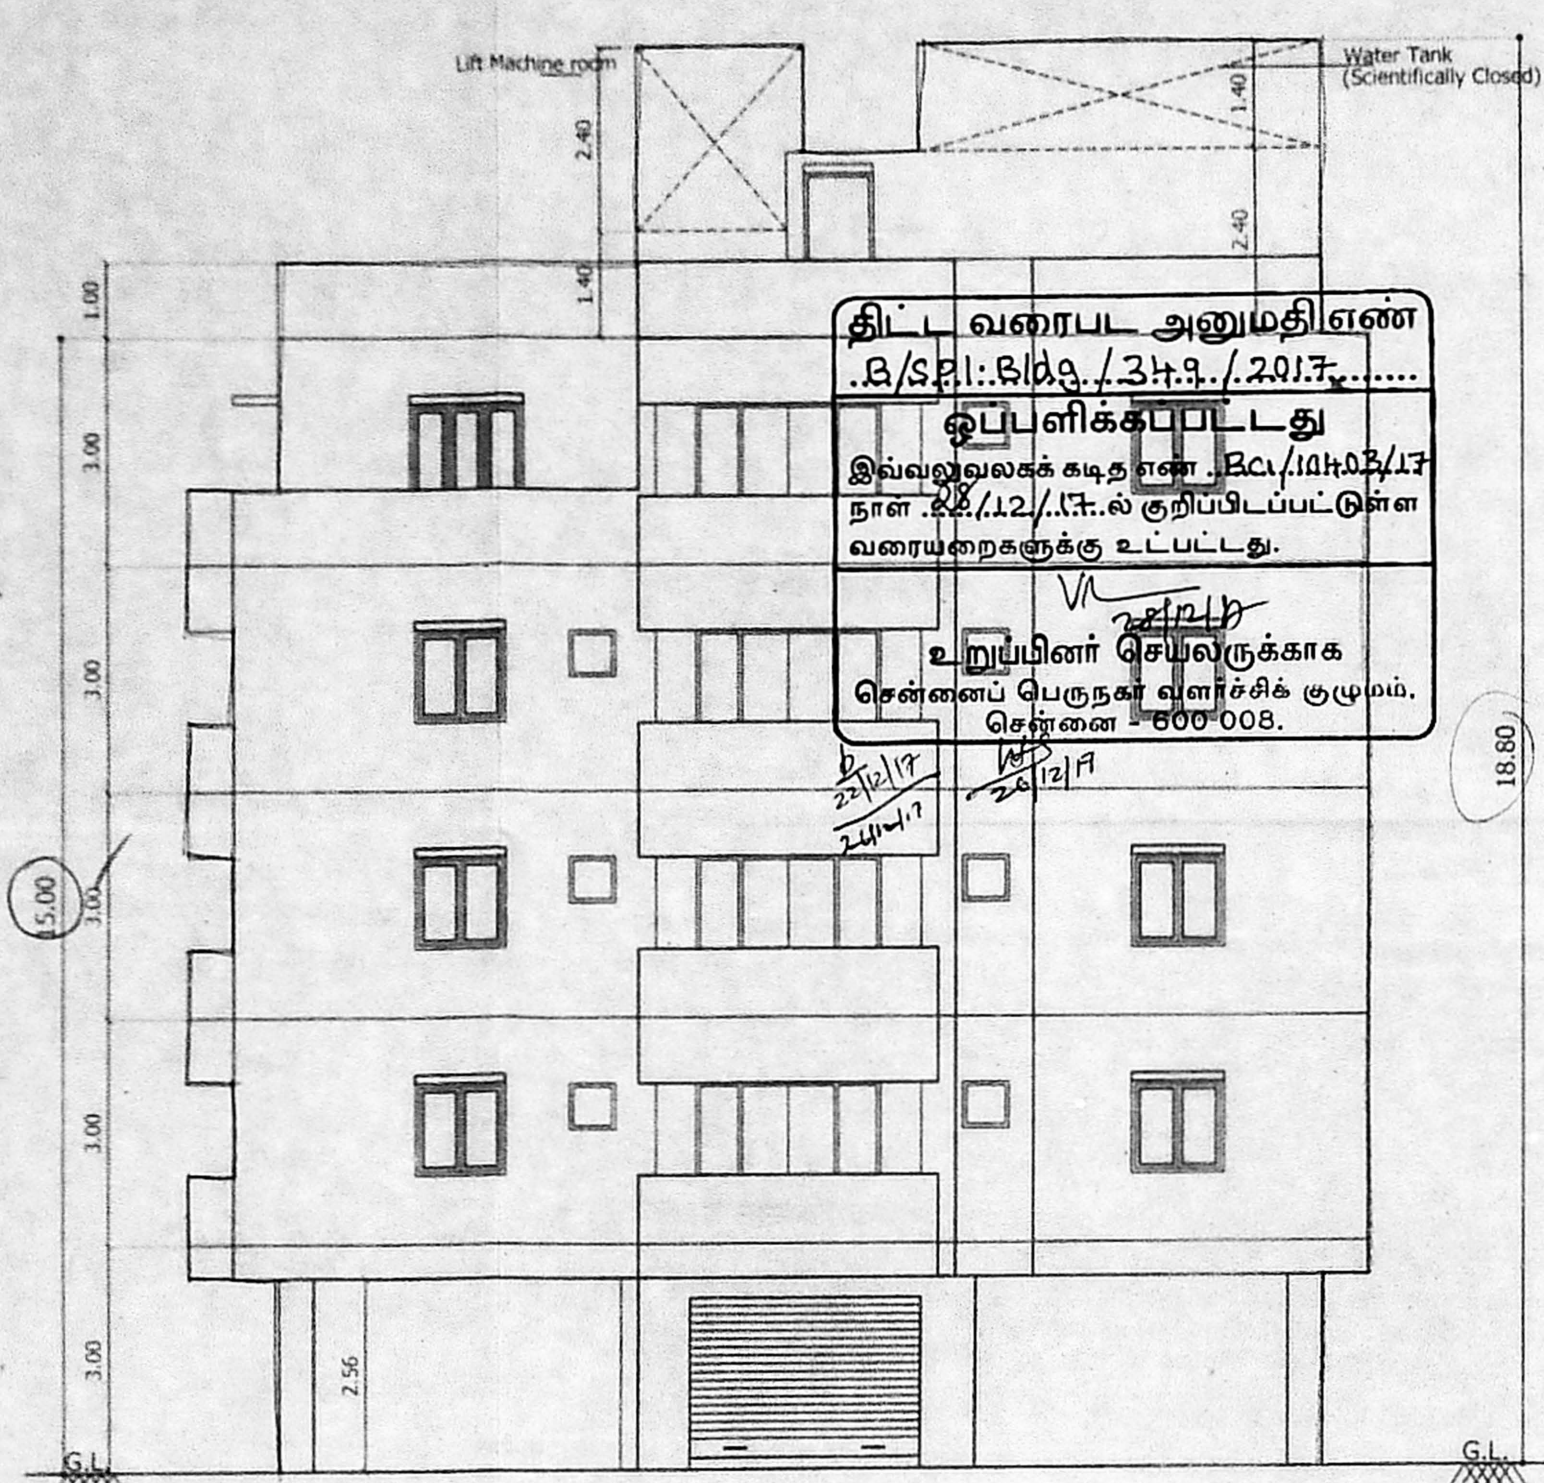 Lift Machine room
Water Tank
(Scientifically Closed)
2.40
1.40
1.40
2.40
1.00
3.00
3.00
3.00
3.00
3.00
15.00
18.80
2.56
திட்ட வரைபட அனுமதி எண்
..B/Spl: Bldg./349./2017.......
ஒப்பளிக்கப்பட்டது
இவ்வலுவலகக் கடித எண் ..BC1/10403/17
நாள் .28/.12/.17..ல் குறிப்பிடப்பட்டுள்ள
வரையறைகளுக்கு உட்பட்டது.
28/12/17
உறுப்பினர் செயலருக்காக
சென்னைப் பெருநகர் வளர்ச்சிக் குழுமம்.
சென்னை - 600 008.
22/12/17
26/12/17
G.L.
G.L.